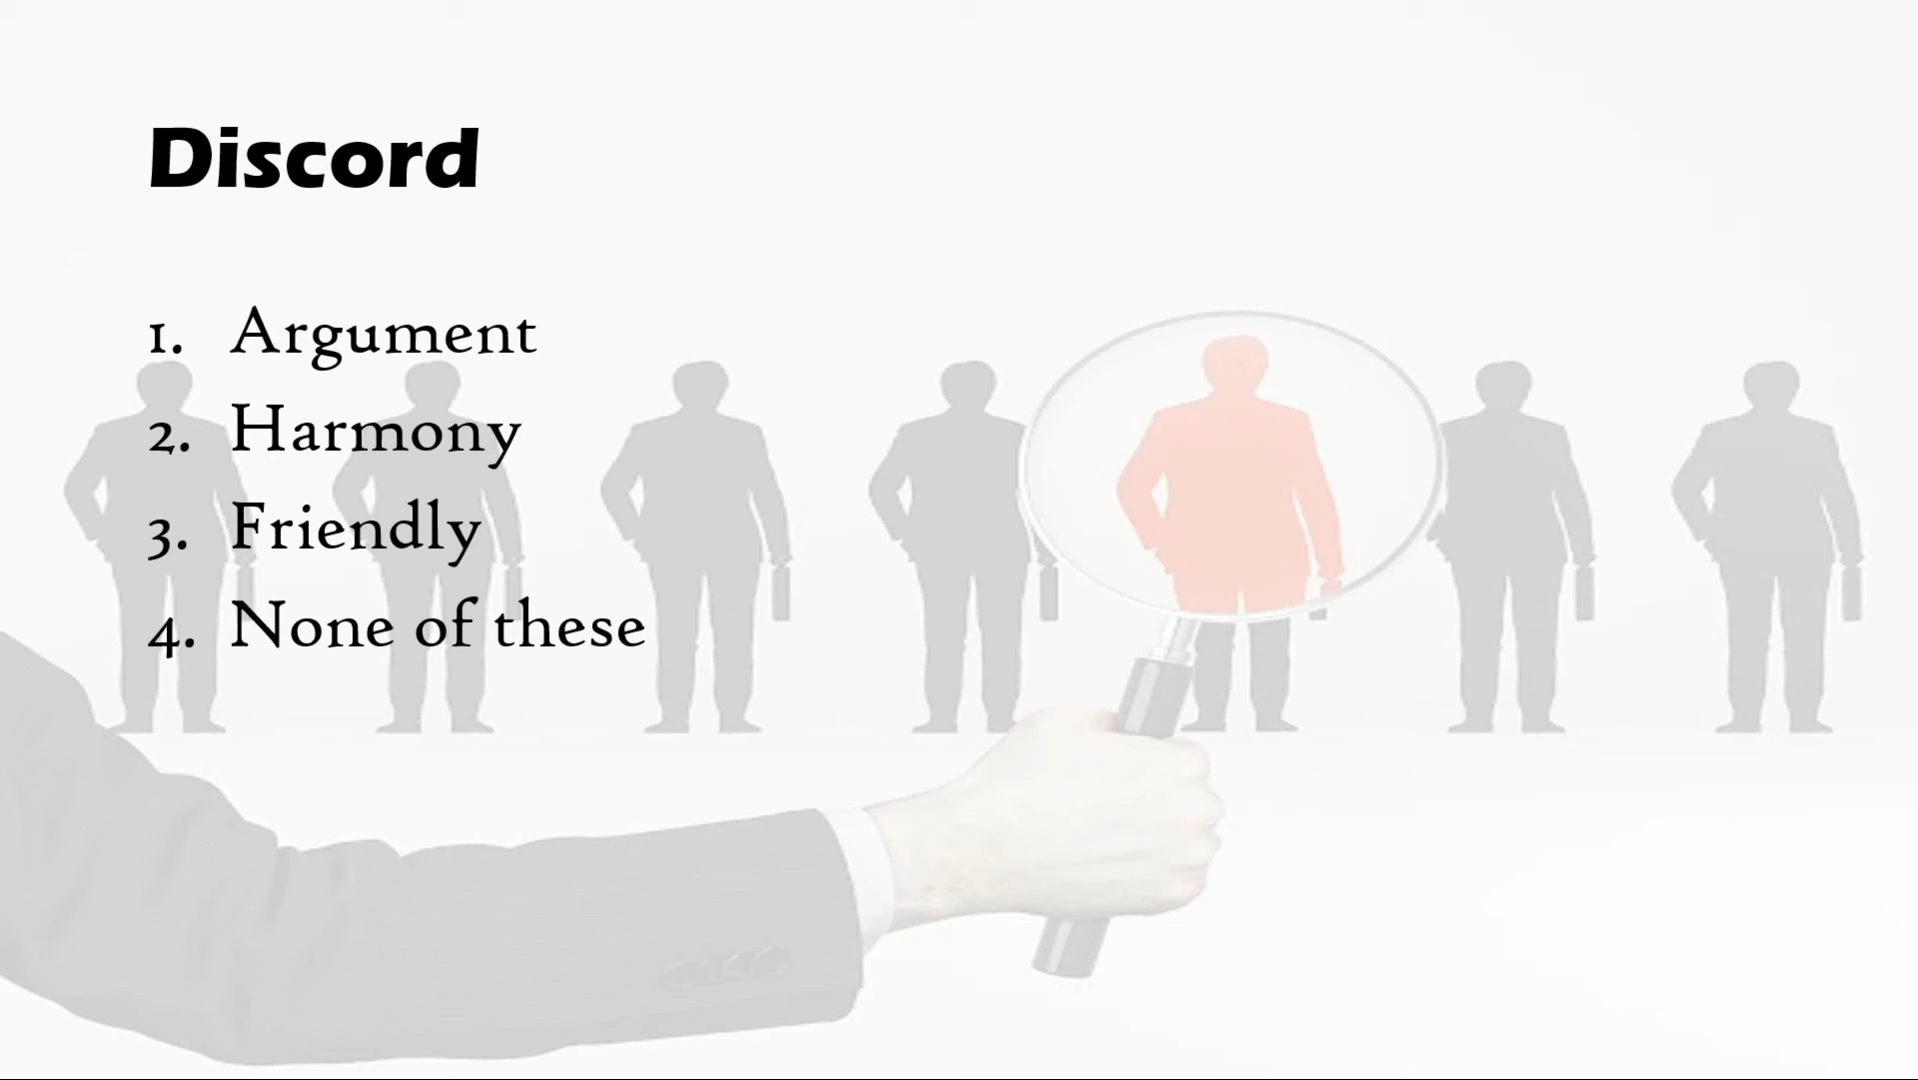 Discord
1. Argument
2. Harmony
3. Friendly
4. None of these